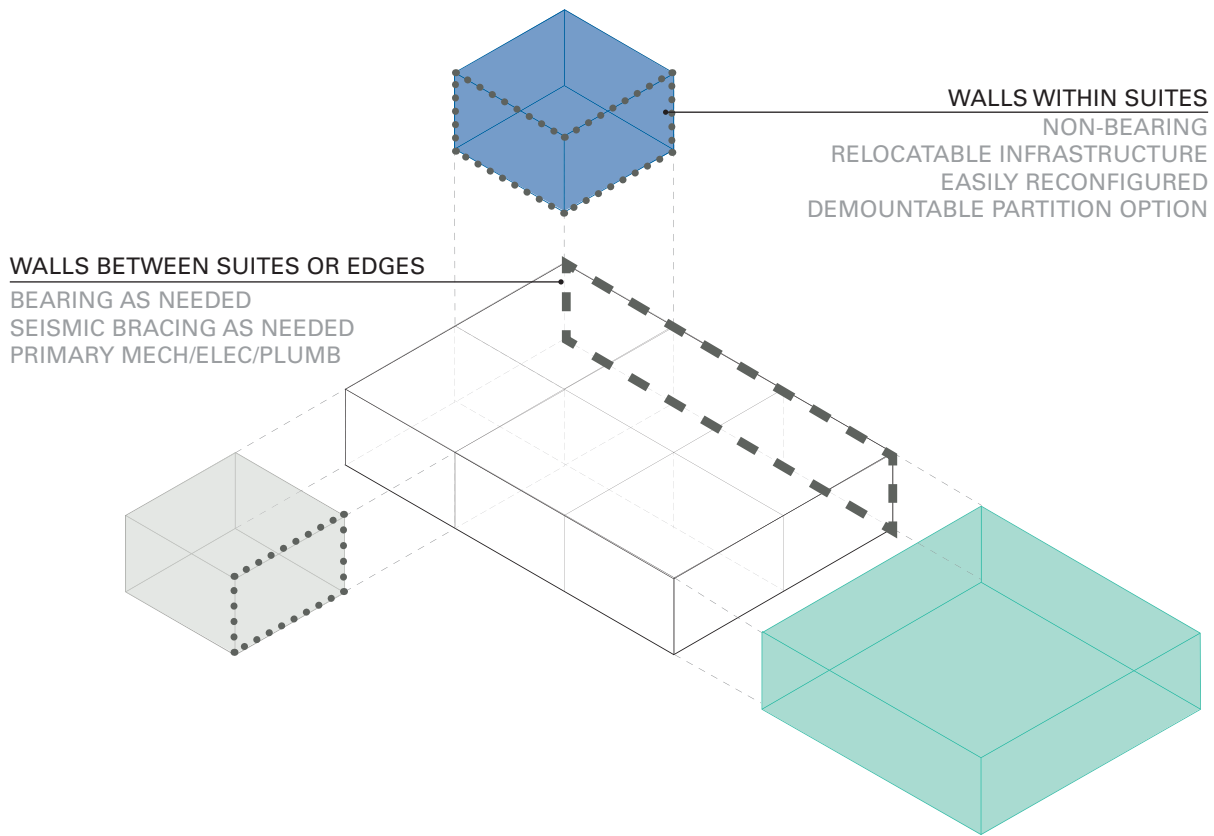 WALLS WITHIN SUITES
NON-BEARING
RELOCATABLE INFRASTRUCTURE
EASILY RECONFIGURED
DEMOUNTABLE PARTITION OPTION
WALLS BETWEEN SUITES OR EDGES
BEARING AS NEEDED
SEISMIC BRACING AS NEEDED
PRIMARY MECH/ELEC/PLUMB